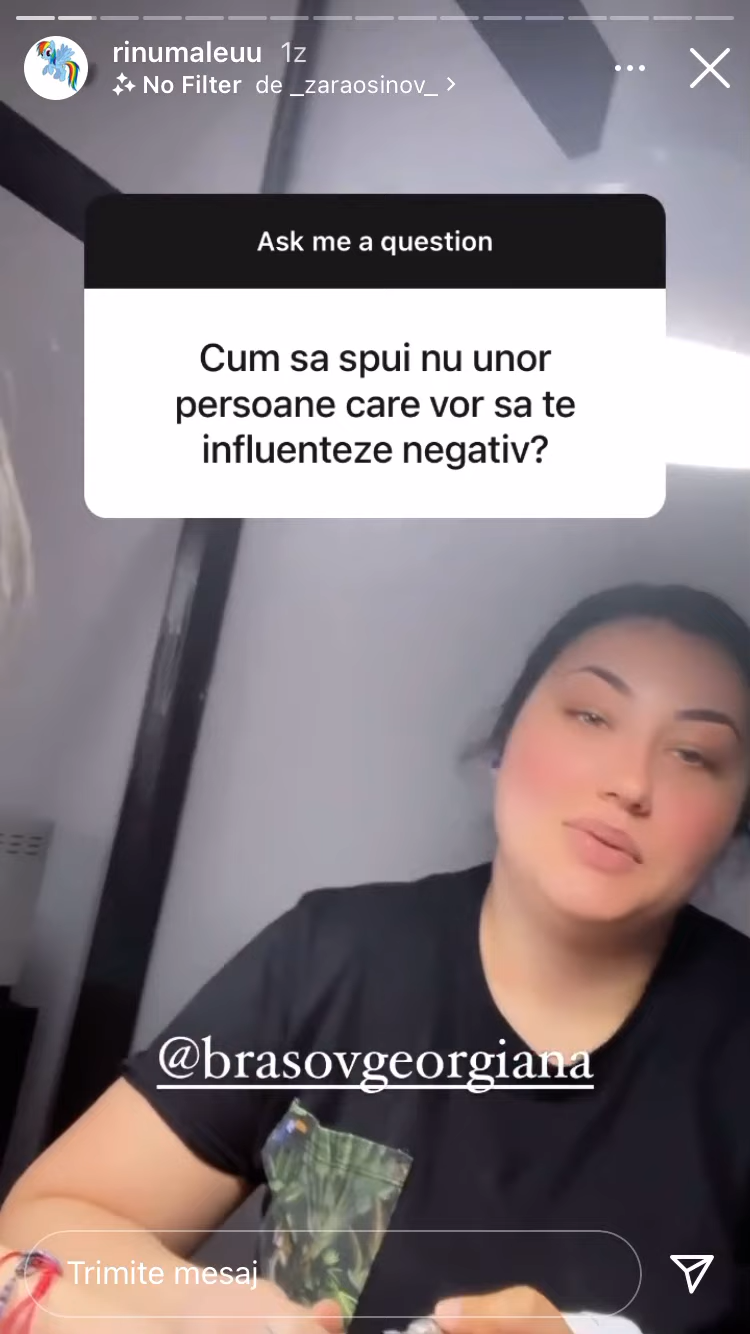 rinumaleuu 1z
No Filter de _zaraosinov_
Ask me a question
Cum sa spui nu unor
persoane care vor sa te
influenteze negativ?
@brasovgeorgiana
Trimite mesaj